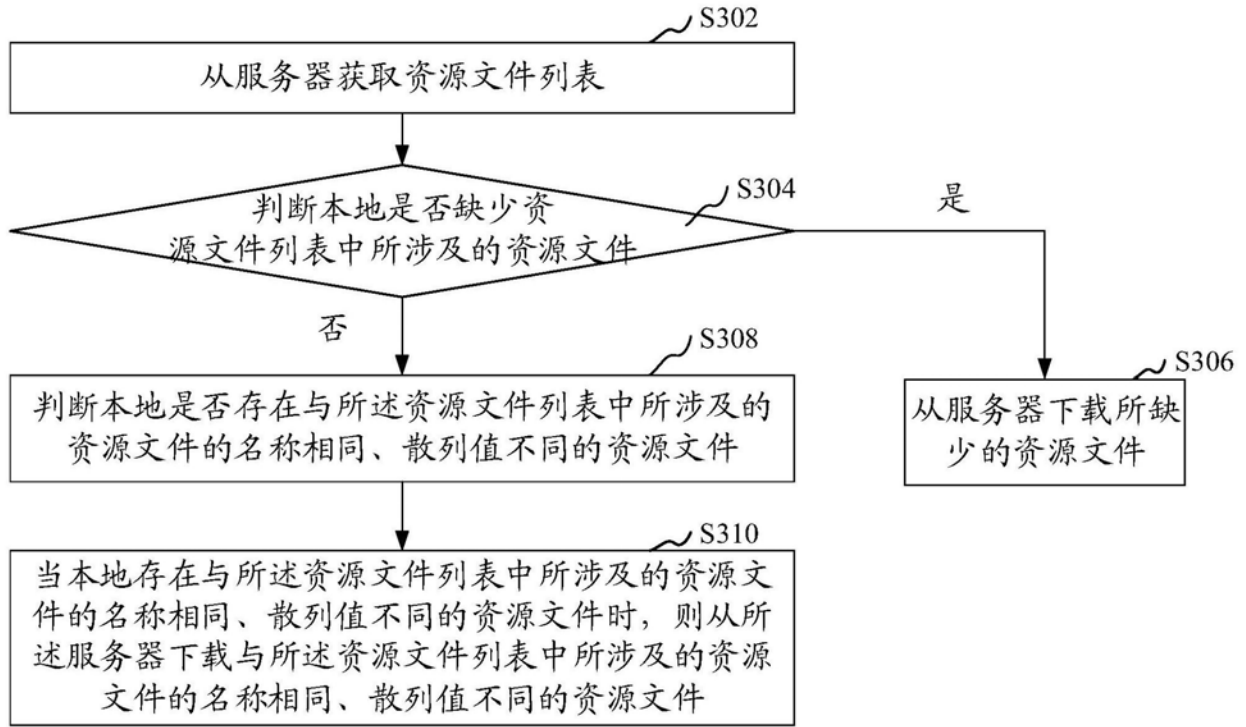 S302
从服务器获取资源文件列表
S304
判断本地是否缺少资
源文件列表中所涉及的资源文件
是
否
S308
判断本地是否存在与所述资源文件列表中所涉及的
资源文件的名称相同、散列值不同的资源文件
S306
从服务器下载所缺
少的资源文件
S310
当本地存在与所述资源文件列表中所涉及的资源文
件的名称相同、散列值不同的资源文件时，则从所
述服务器下载与所述资源文件列表中所涉及的资源
文件的名称相同、散列值不同的资源文件